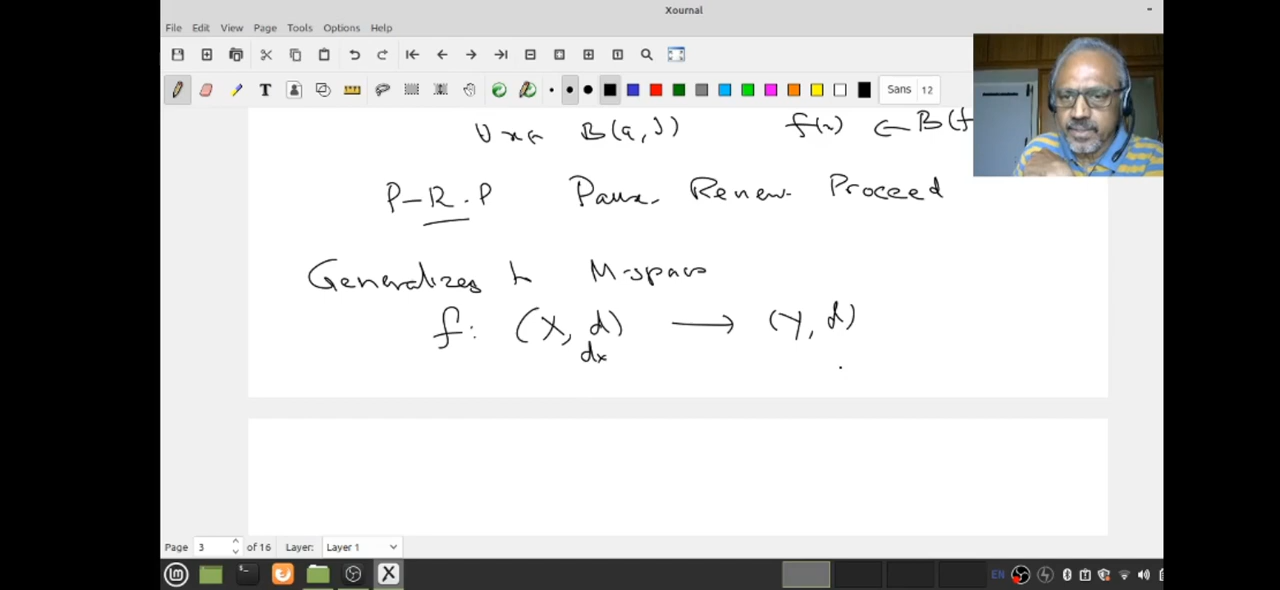 Xournal
File Edit View Page Tools Options Help
Sans 12
∀ x ∈ B(a, δ) f(x) ∈ B(f
P-R.P Pause. Renew. Proceed
Generalizes to M-space
f: (X, d) → (Y, d)
dx
Page 3 of 16 Layer: Layer 1
EN